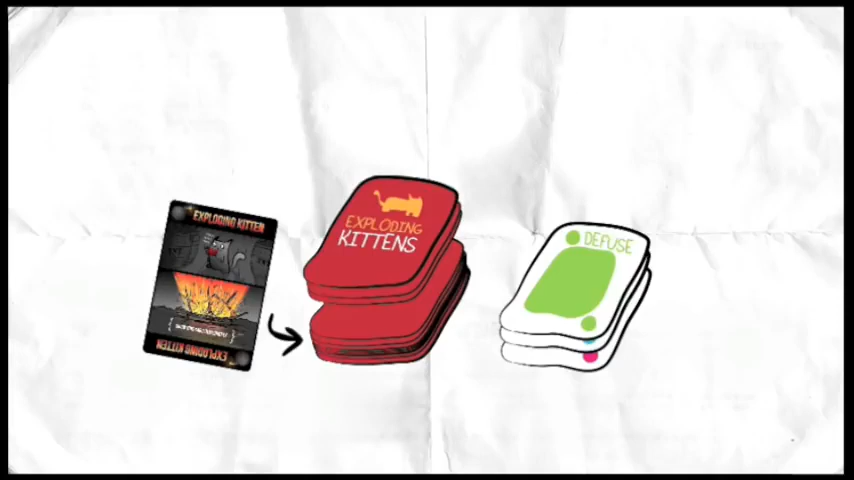 EXPLODING KITTEN
EXPLODING KITTEN
EXPLODING
KITTENS
DEFUSE